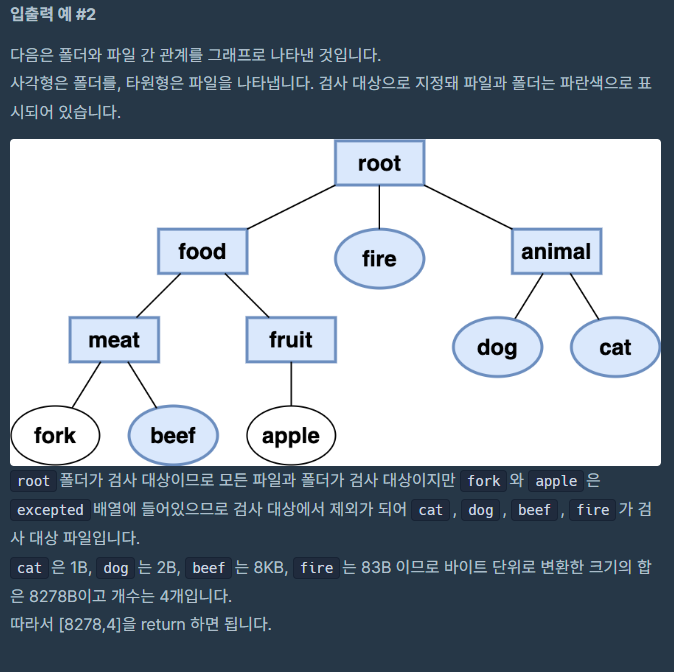 입출력 예 #2
다음은 폴더와 파일 간 관계를 그래프로 나타낸 것입니다.
사각형은 폴더를, 타원형은 파일을 나타냅니다. 검사 대상으로 지정돼 파일과 폴더는 파란색으로 표
시되어 있습니다.
root
food fire animal
meat fruit dog cat
fork beef apple
root 폴더가 검사 대상이므로 모든 파일과 폴더가 검사 대상이지만 fork 와 apple 은
excepted 배열에 들어있으므로 검사 대상에서 제외가 되어 cat , dog , beef , fire 가 검
사 대상 파일입니다.
cat 은 1B, dog 는 2B, beef 는 8KB, fire 는 83B 이므로 바이트 단위로 변환한 크기의 합
은 8278B이고 개수는 4개입니다.
따라서 [8278,4]을 return 하면 됩니다.